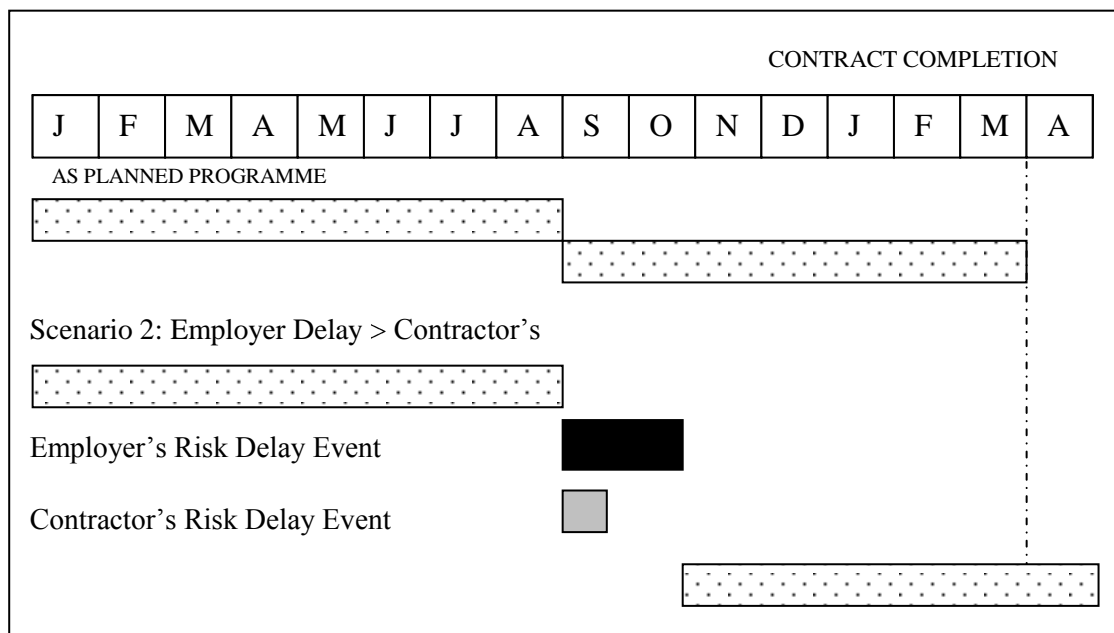 CONTRACT COMPLETION
J F M A M J J A S O N D J F M A
AS PLANNED PROGRAMME
Scenario 2: Employer Delay > Contractor’s
Employer’s Risk Delay Event
Contractor’s Risk Delay Event